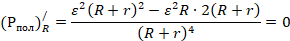 (Pпол)′R = (ε²(R + r)² − ε²R · 2(R + r)) / (R + r)⁴ = 0